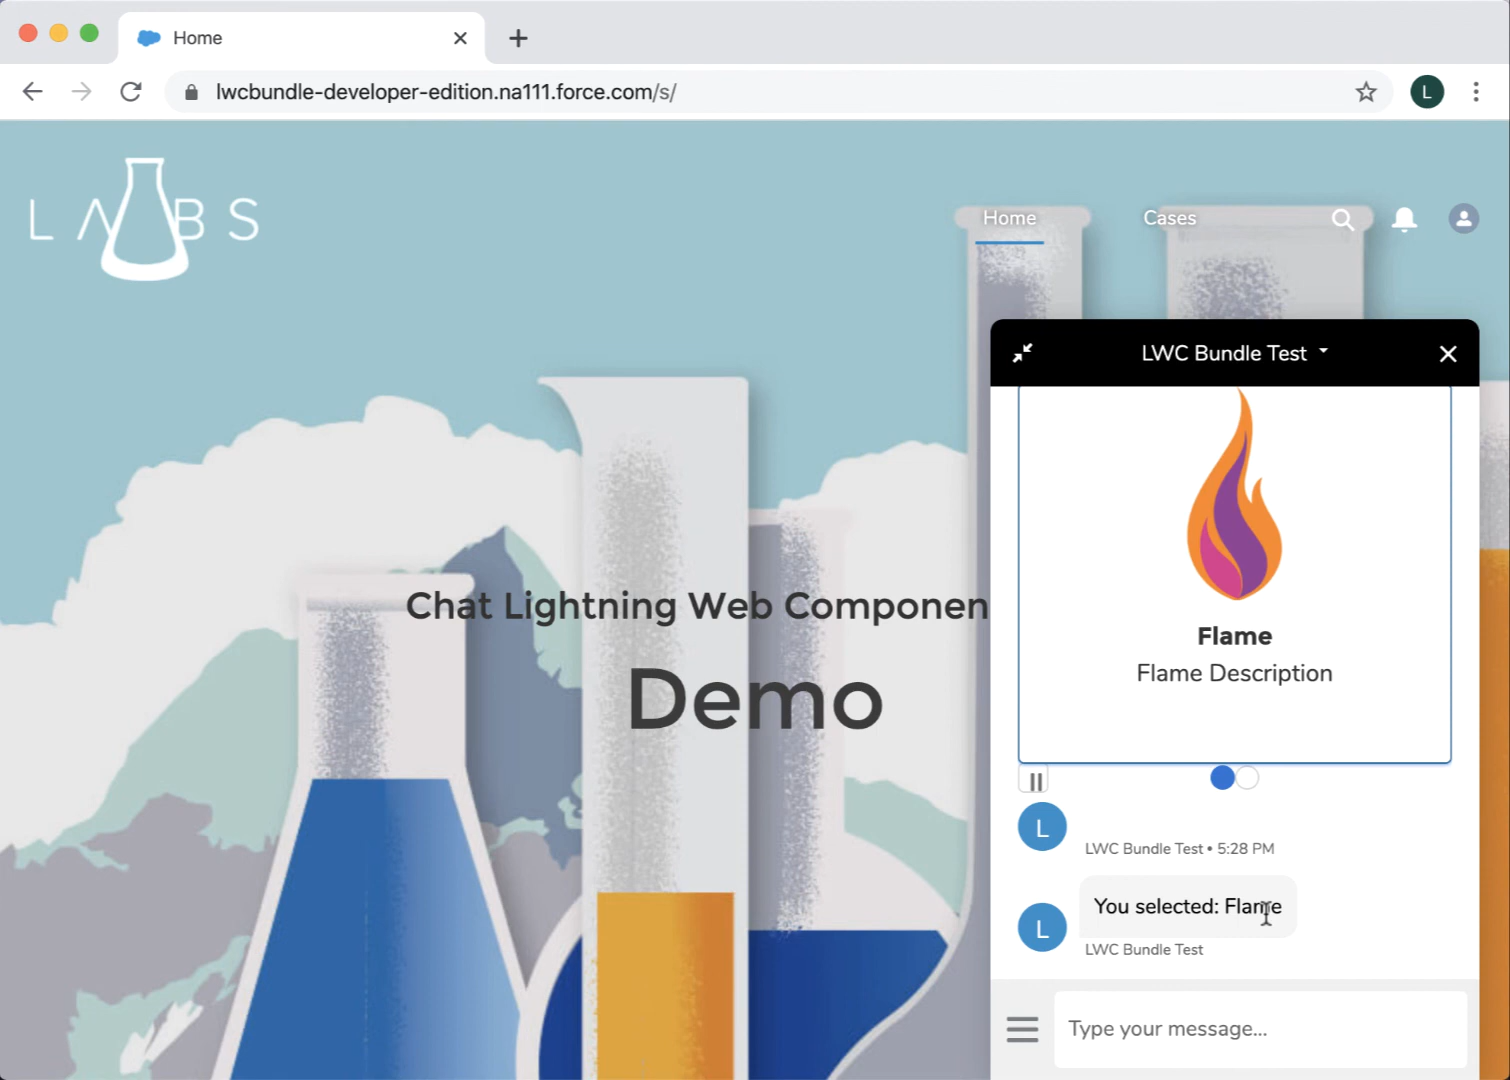 Home
lwcbundle-developer-edition.na111.force.com/s/
L
LABS
Home
Cases
LWC Bundle Test
Flame
Flame Description
Chat Lightning Web Componen
Demo
L
LWC Bundle Test • 5:28 PM
You selected: Flame
L
LWC Bundle Test
Type your message...